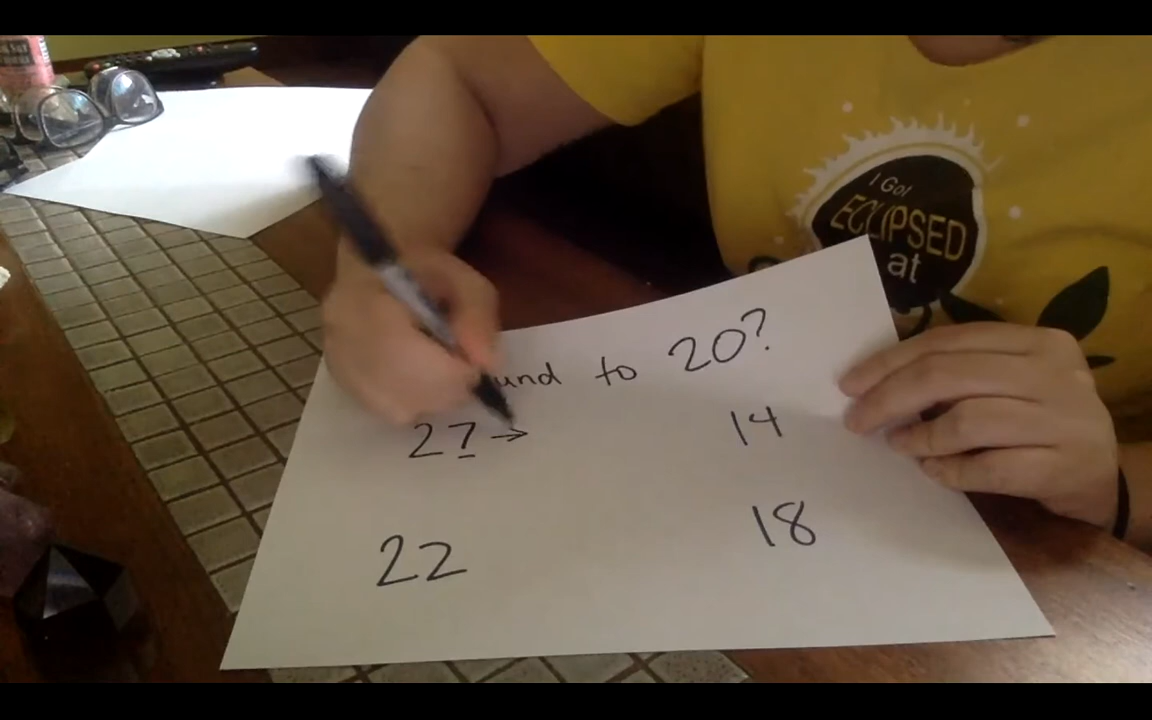 I Got
ECLIPSED
at
und to 20?
27 →
14
22
18